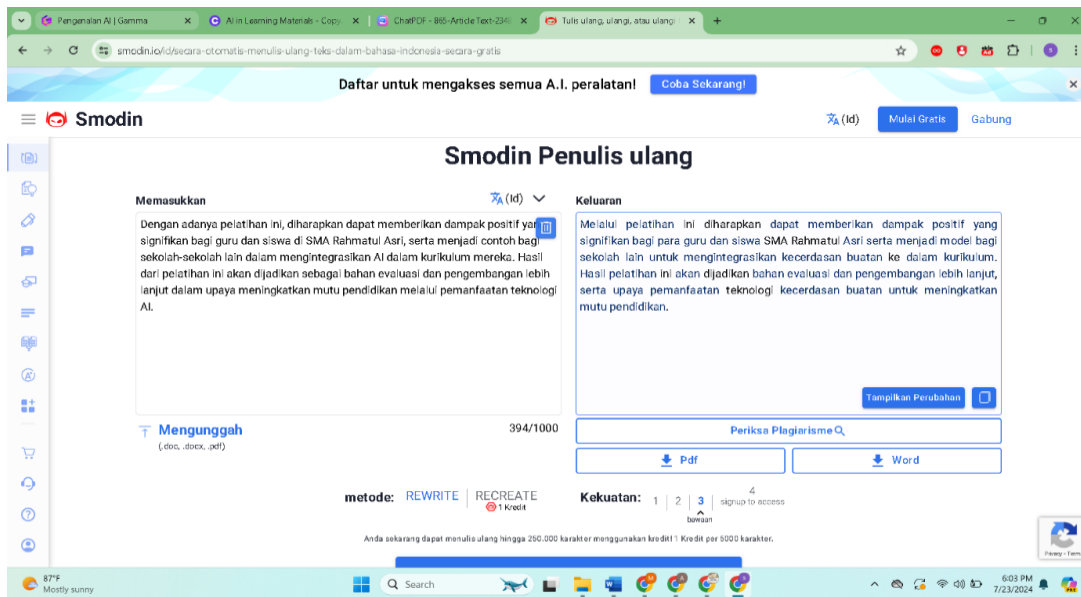 Pengenalan AI | Gamma
AI in Learning Materials - Copy
ChatPDF - 865-Article Text-234
Tulis ulang, ulangi, atau ulangi
smodin.io/id/secara-otomatis-menulis-ulang-teks-dalam-bahasa-indonesia-secara-gratis
Daftar untuk mengakses semua A.I. peralatan! Coba Sekarang!
Smodin
(Id) Mulai Gratis Gabung
Smodin Penulis ulang
Memasukkan
(Id)
Dengan adanya pelatihan ini, diharapkan dapat memberikan dampak positif yan
signifikan bagi guru dan siswa di SMA Rahmatul Asri, serta menjadi contoh bagi
sekolah-sekolah lain dalam mengintegrasikan AI dalam kurikulum mereka. Hasil
dari pelatihan ini akan dijadikan sebagai bahan evaluasi dan pengembangan lebih
lanjut dalam upaya meningkatkan mutu pendidikan melalui pemanfaatan teknologi
AI.
Mengunggah
(.doc, .docx, .pdf)
394/1000
Keluaran
Melalui pelatihan ini diharapkan dapat memberikan dampak positif yang
signifikan bagi para guru dan siswa SMA Rahmatul Asri serta menjadi model bagi
sekolah lain untuk mengintegrasikan kecerdasan buatan ke dalam kurikulum.
Hasil pelatihan ini akan dijadikan bahan evaluasi dan pengembangan lebih lanjut,
serta upaya pemanfaatan teknologi kecerdasan buatan untuk meningkatkan
mutu pendidikan.
Tampilkan Perubahan
Periksa Plagiarisme
Pdf
Word
metode: REWRITE RECREATE
1 Kredit
Kekuatan: 1 2 3 4
signup to access
bawaan
Anda sekarang dapat menulis ulang hingga 250.000 karakter menggunakan kredit! 1 Kredit per 5000 karakter.
Privacy - Term
87°F
Mostly sunny
Search
6:03 PM
7/23/2024